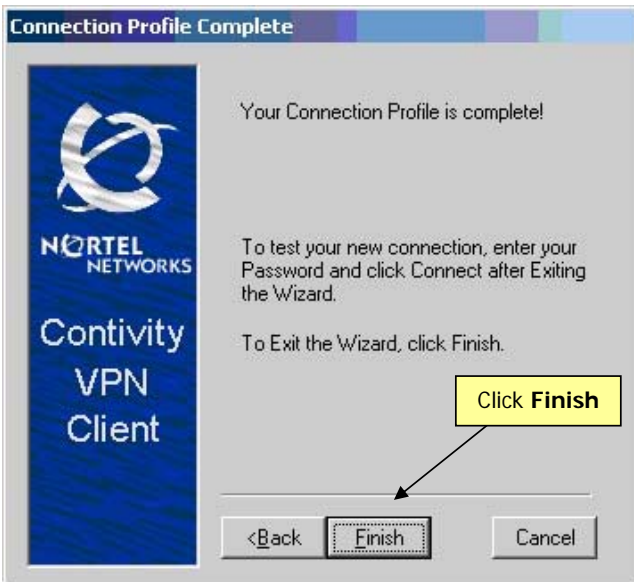 Connection Profile Complete
Your Connection Profile is complete!
NORTEL
NETWORKS
Contivity
VPN
Client
To test your new connection, enter your
Password and click Connect after Exiting
the Wizard.
To Exit the Wizard, click Finish.
Click Finish
<Back
Finish
Cancel